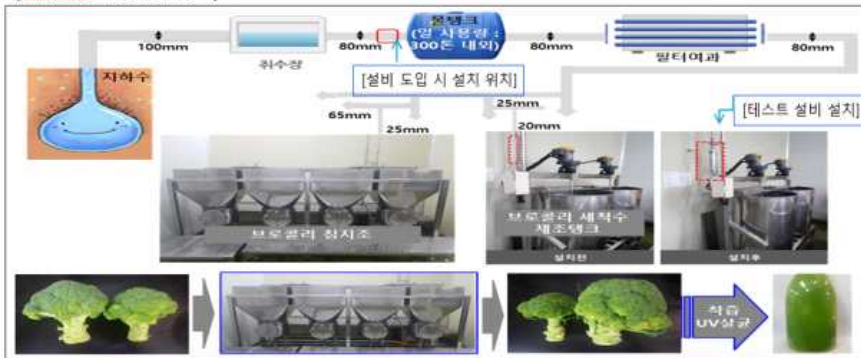 물탱크
(일 사용량 :
300톤 내외)
100mm
80mm
80mm
80mm
취수장
필터여과
지하수
[설비 도입 시 설치 위치]
25mm
[테스트 설비 설치]
65mm
25mm
20mm
브로콜리 침지조
브로콜리 세척수
제조탱크
설치전
설치후
착즙
UV살균